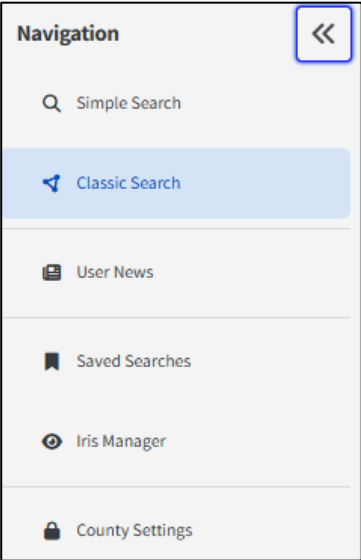 Navigation
Simple Search
Classic Search
User News
Saved Searches
Iris Manager
County Settings